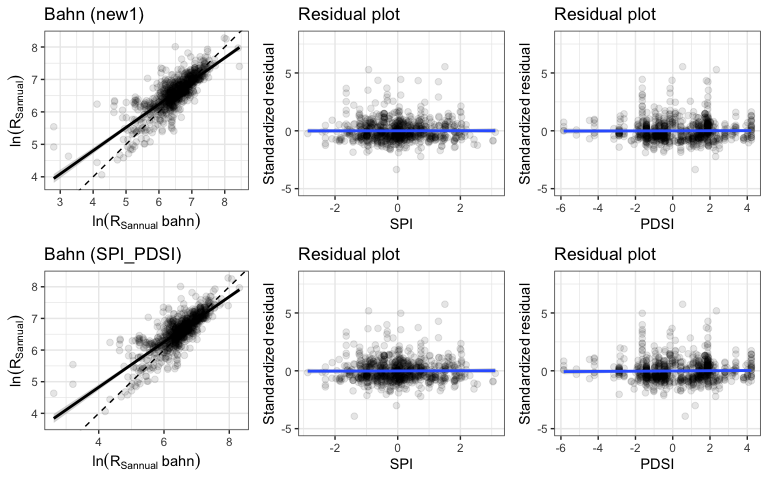 Bahn (new1)
ln(R_Sannual)
8
7
6
5
4
3 4 5 6 7 8
ln(R_Sannual bahn)
Residual plot
Standardized residual
5
0
-5
-2 0 2
SPI
Residual plot
Standardized residual
5
0
-5
-6 -4 -2 0 2 4
PDSI
Bahn (SPI_PDSI)
ln(R_Sannual)
8
7
6
5
4
4 6 8
ln(R_Sannual bahn)
Residual plot
Standardized residual
5
0
-5
-2 0 2
SPI
Residual plot
Standardized residual
5
0
-5
-6 -4 -2 0 2 4
PDSI